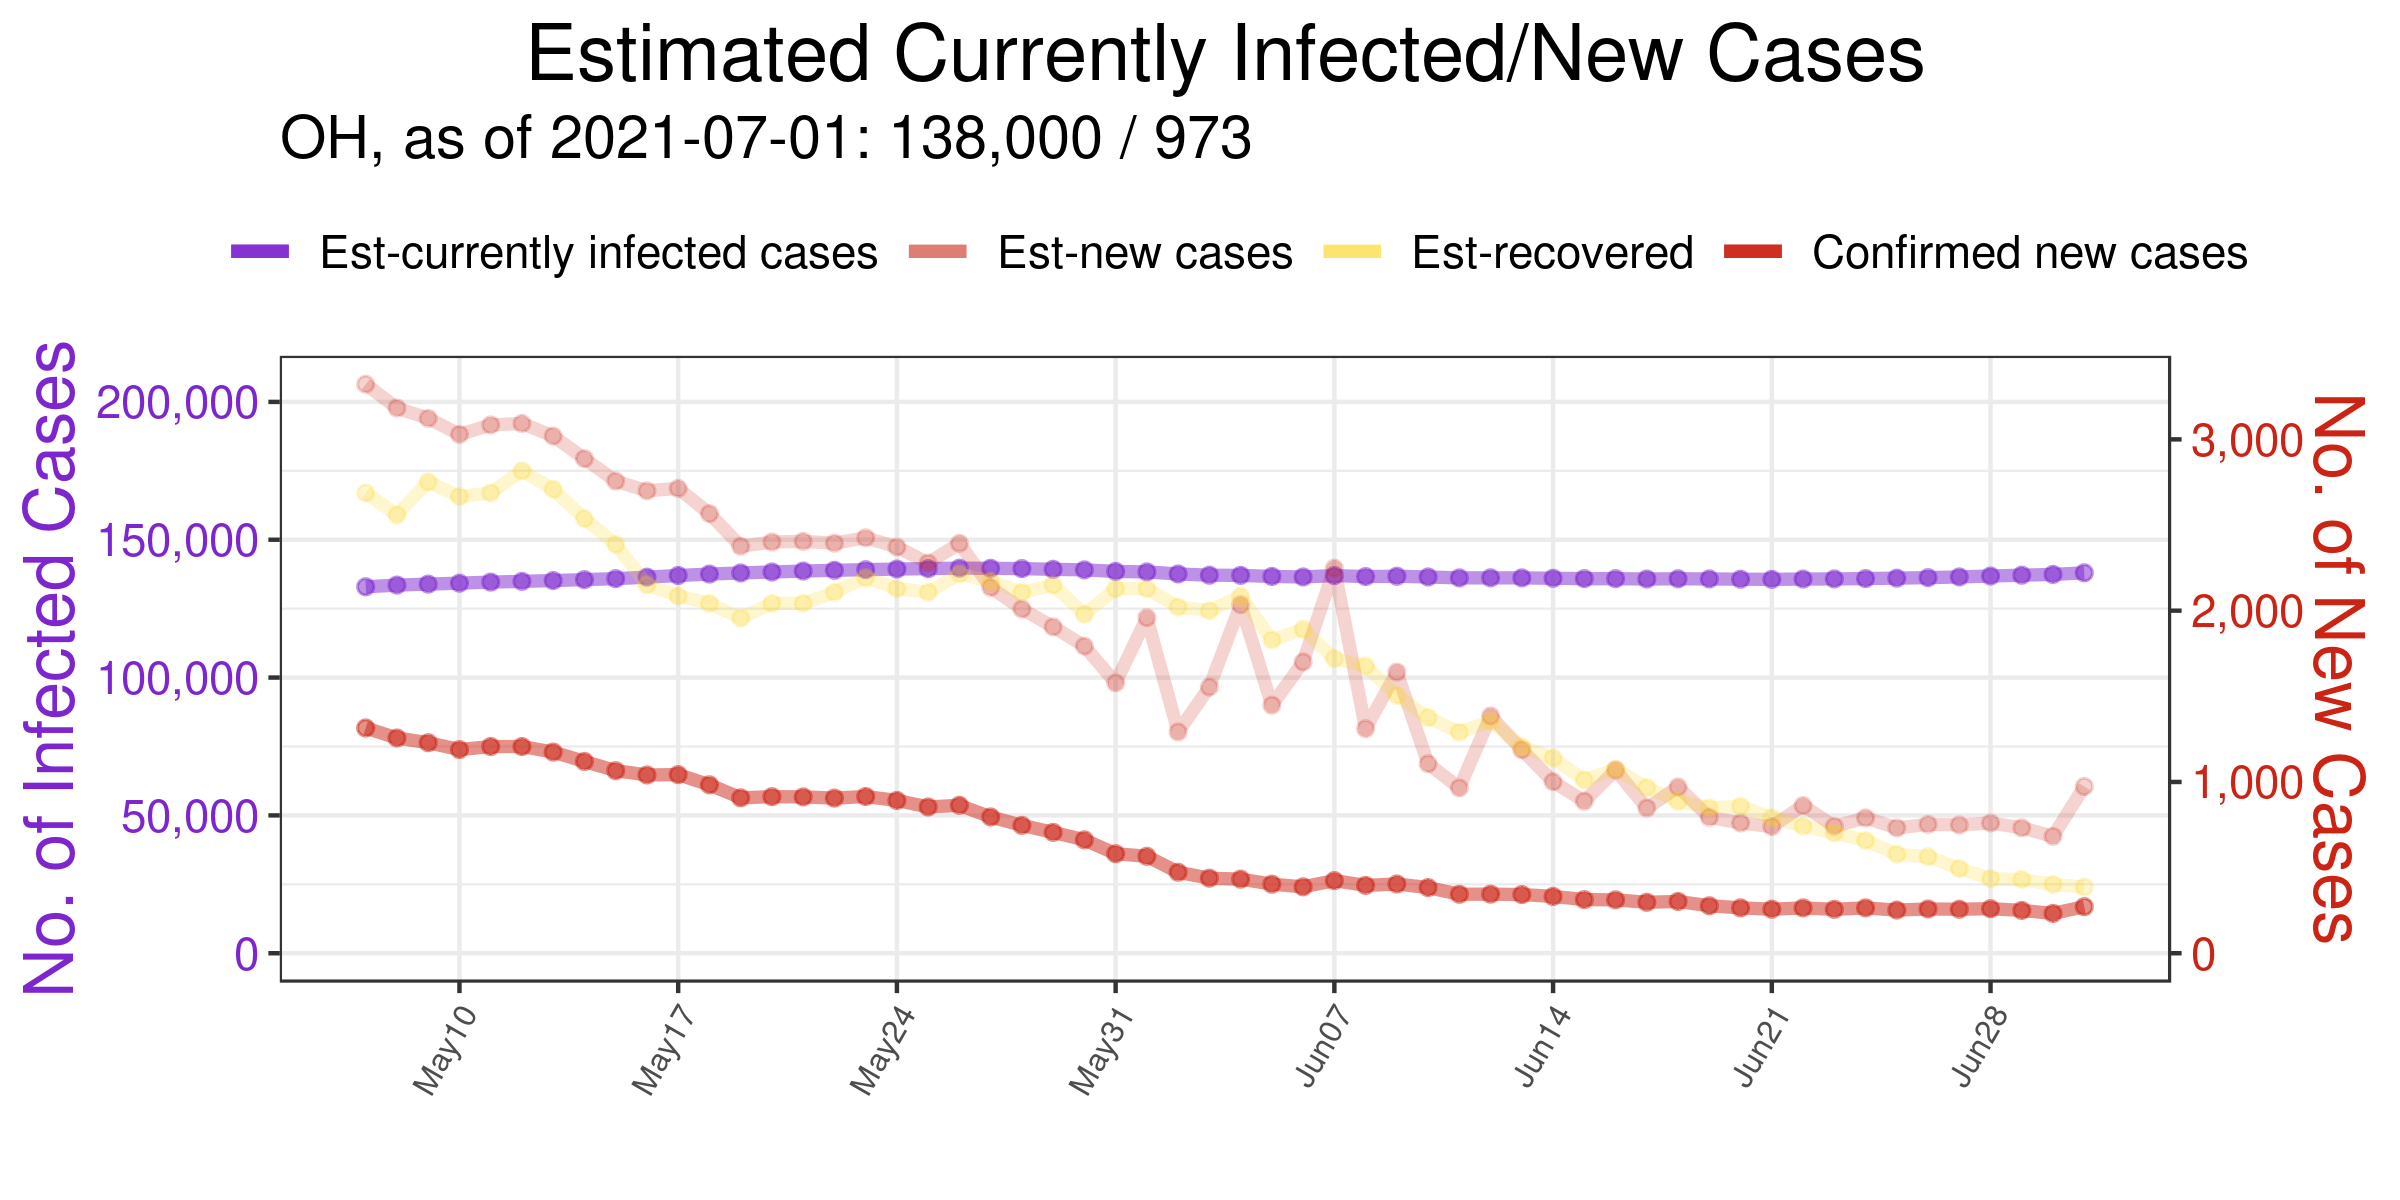 Estimated Currently Infected/New Cases
OH, as of 2021-07-01: 138,000 / 973
Est-currently infected cases Est-new cases Est-recovered Confirmed new cases
No. of Infected Cases
200,000
150,000
100,000
50,000
0
3,000
2,000
1,000
0
No. of New Cases
May10 May17 May24 May31 Jun07 Jun14 Jun21 Jun28